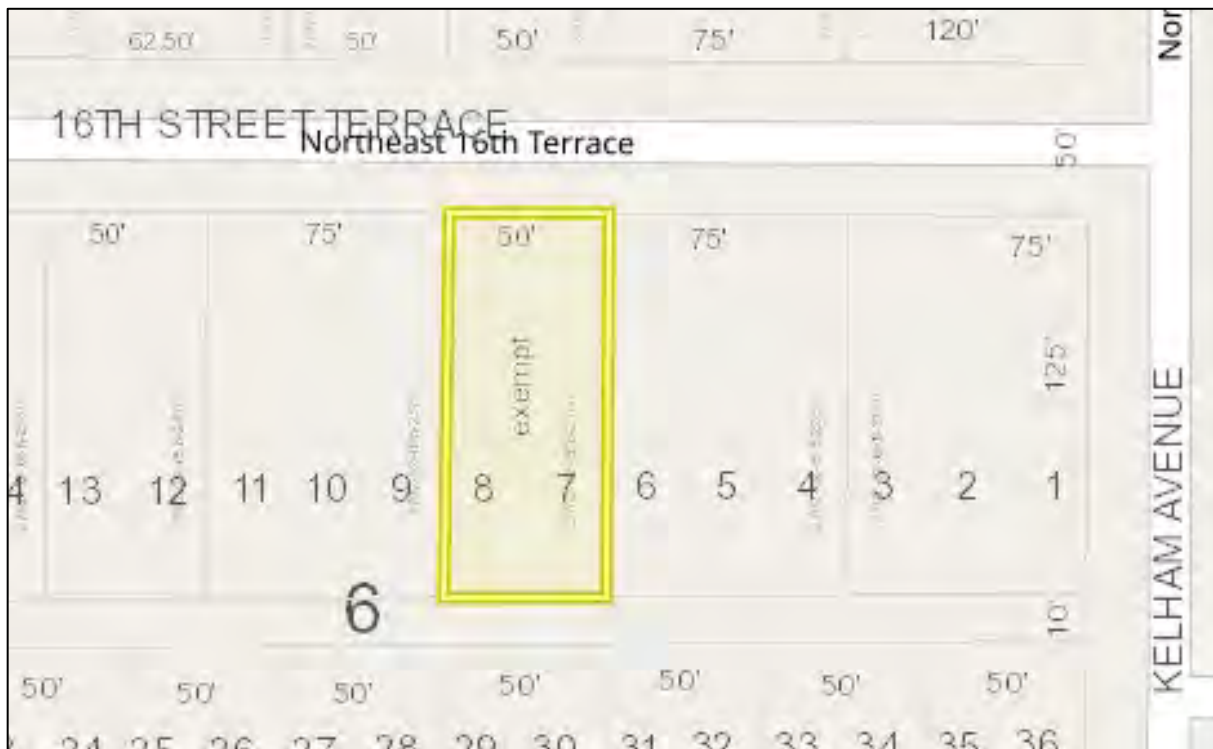 62.50' 50' 50' 75' 120'
16TH STREET TERRACE
Northeast 16th Terrace
50'
50' 75' 50' 75' 75'
exempt
125'
13 12 11 10 9 8 7 6 5 4 3 2 1
KELHAM AVENUE
6
10'
50' 50' 50' 50' 50' 50' 50'
24 25 26 27 28 29 30 31 32 33 34 35 36